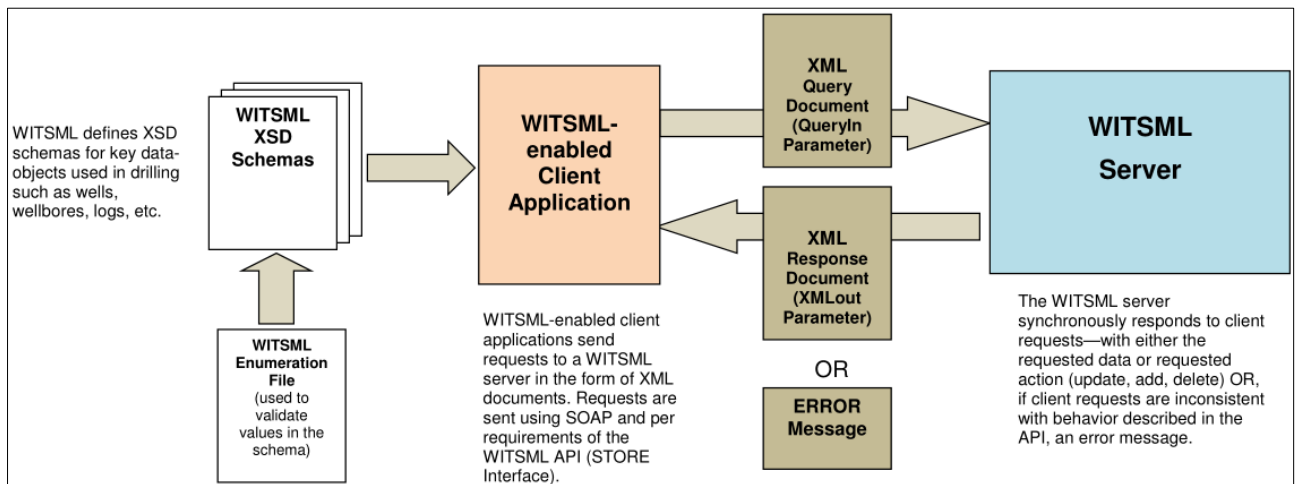 WITSML defines XSD
schemas for key data-
objects used in drilling
such as wells,
wellbores, logs, etc.
WITSML
XSD
Schemas
WITSML
Enumeration
File
(used to
validate
values in the
schema)
WITSML-
enabled
Client
Application
WITSML-enabled client
applications send
requests to a WITSML
server in the form of XML
documents. Requests are
sent using SOAP and per
requirements of the
WITSML API (STORE
Interface).
XML
Query
Document
(QueryIn
Parameter)
XML
Response
Document
(XMLout
Parameter)
OR
ERROR
Message
WITSML
Server
The WITSML server
synchronously responds to client
requests—with either the
requested data or requested
action (update, add, delete) OR,
if client requests are inconsistent
with behavior described in the
API, an error message.